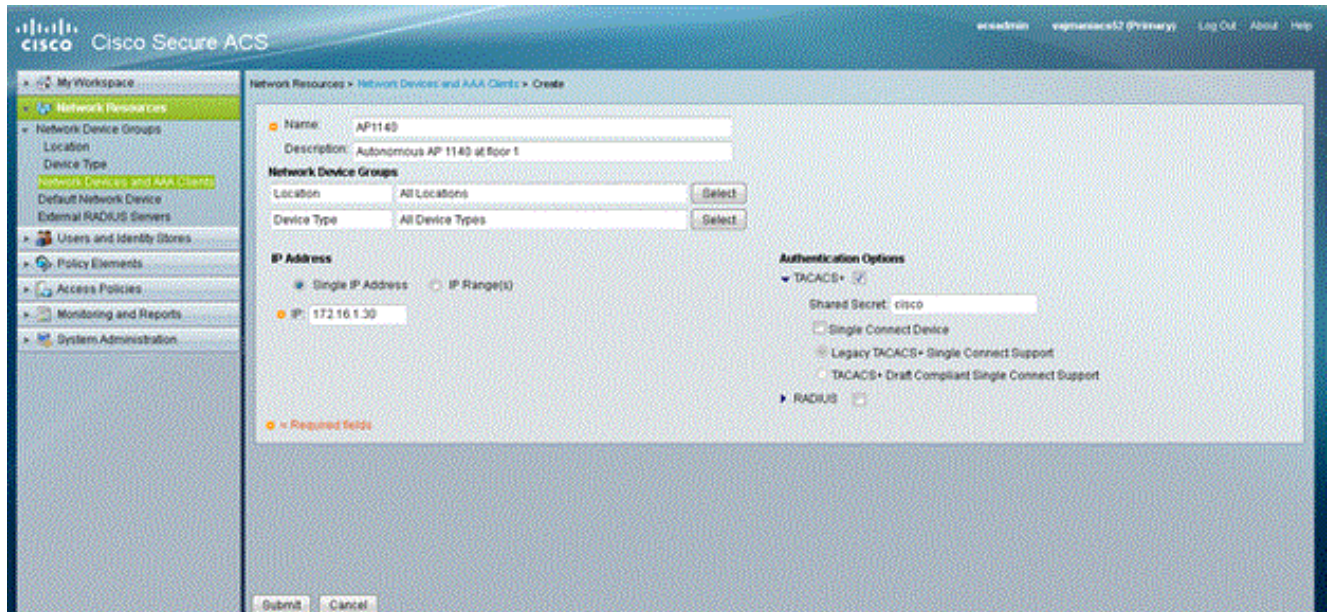 CISCO Cisco Secure ACS
acsadmin (Primary) Log Out About Help
My Workspace
Network Resources
Network Device Groups
Location
Device Type
Network Devices and AAA Clients
Default Network Device
External RADIUS Servers
Users and Identity Stores
Policy Elements
Access Policies
Monitoring and Reports
System Administration
Network Resources > Network Devices and AAA Clients > Create
Name: AP1140
Description: Autonomous AP 1140 at floor 1
Network Device Groups
Location All Locations Select
Device Type All Device Types Select
IP Address
Single IP Address IP Range(s)
IP: 172.16.1.30
Authentication Options
TACACS+
Shared Secret: cisco
Single Connect Device
Legacy TACACS+ Single Connect Support
TACACS+ Draft Compliant Single Connect Support
RADIUS
= Required fields
Submit Cancel